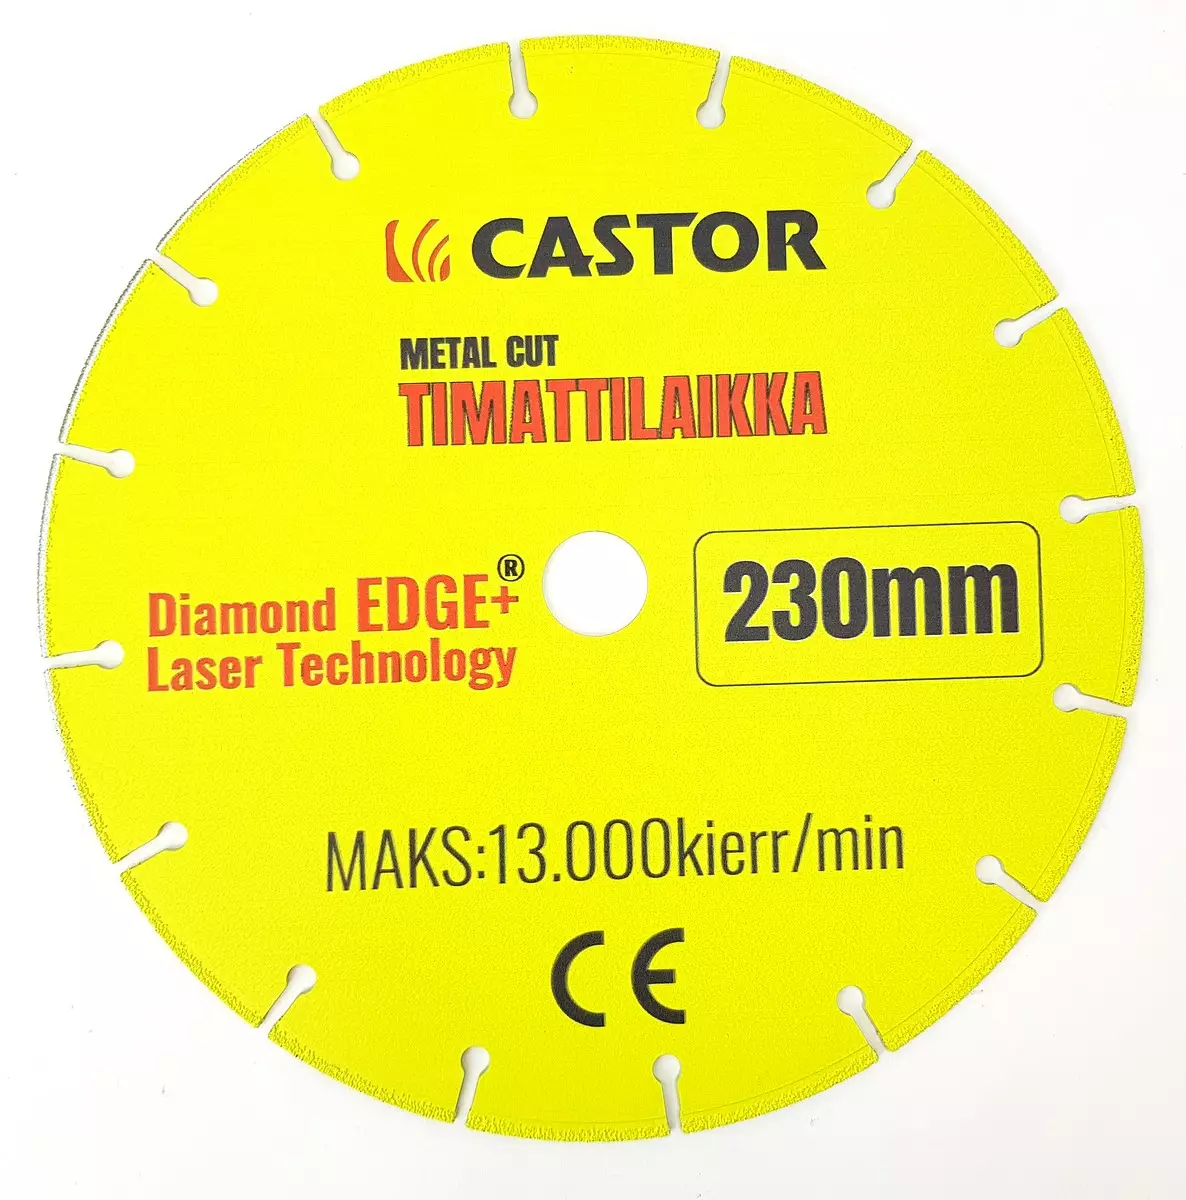 CASTOR
METAL CUT
TIMATTILAIKKA
Diamond EDGE+®
Laser Technology
230mm
MAKS:13.000kierr/min
CE